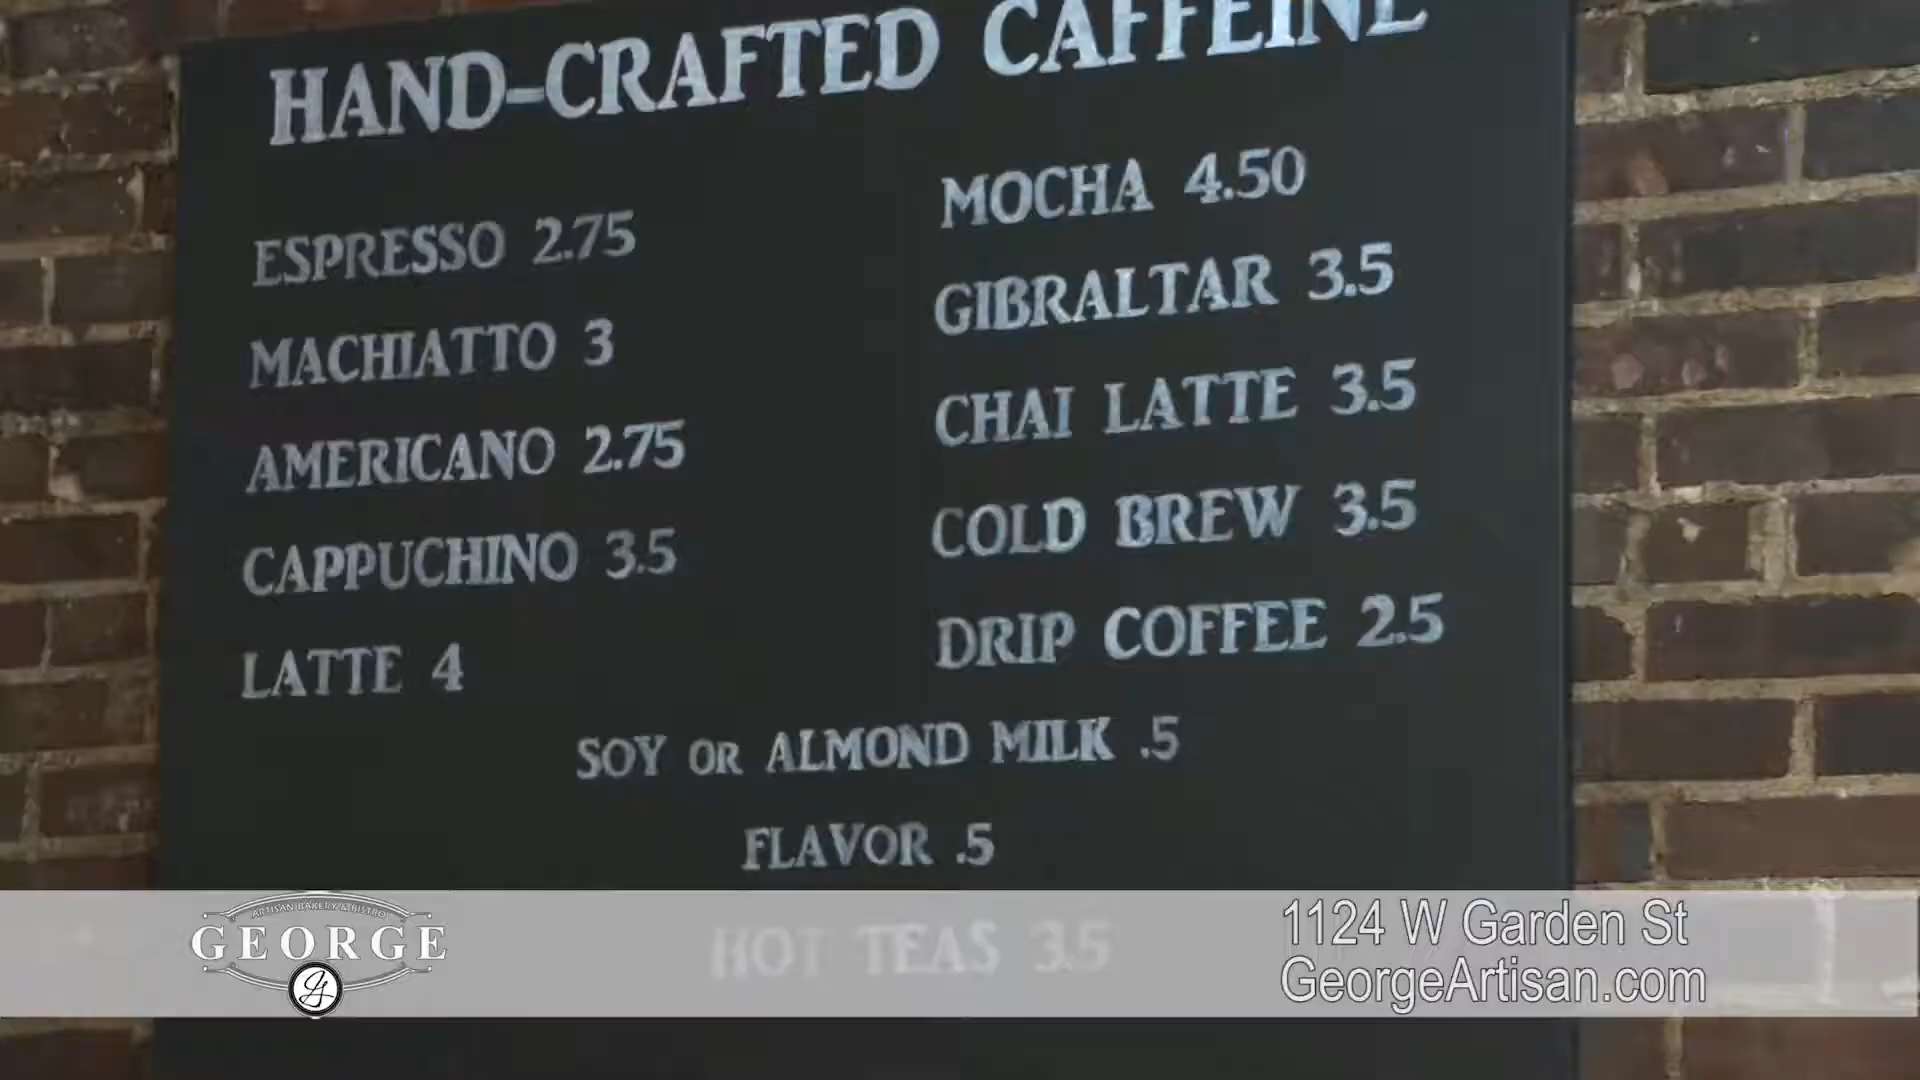 HAND-CRAFTED CAFFEINE
ESPRESSO 2.75
MACHIATTO 3
AMERICANO 2.75
CAPPUCHINO 3.5
LATTE 4
MOCHA 4.50
GIBRALTAR 3.5
CHAI LATTE 3.5
COLD BREW 3.5
DRIP COFFEE 2.5
SOY OR ALMOND MILK .5
FLAVOR .5
HOT TEAS 3.5
ARTISAN BAKERY & BISTRO
GEORGE
1124 W Garden St
GeorgeArtisan.com